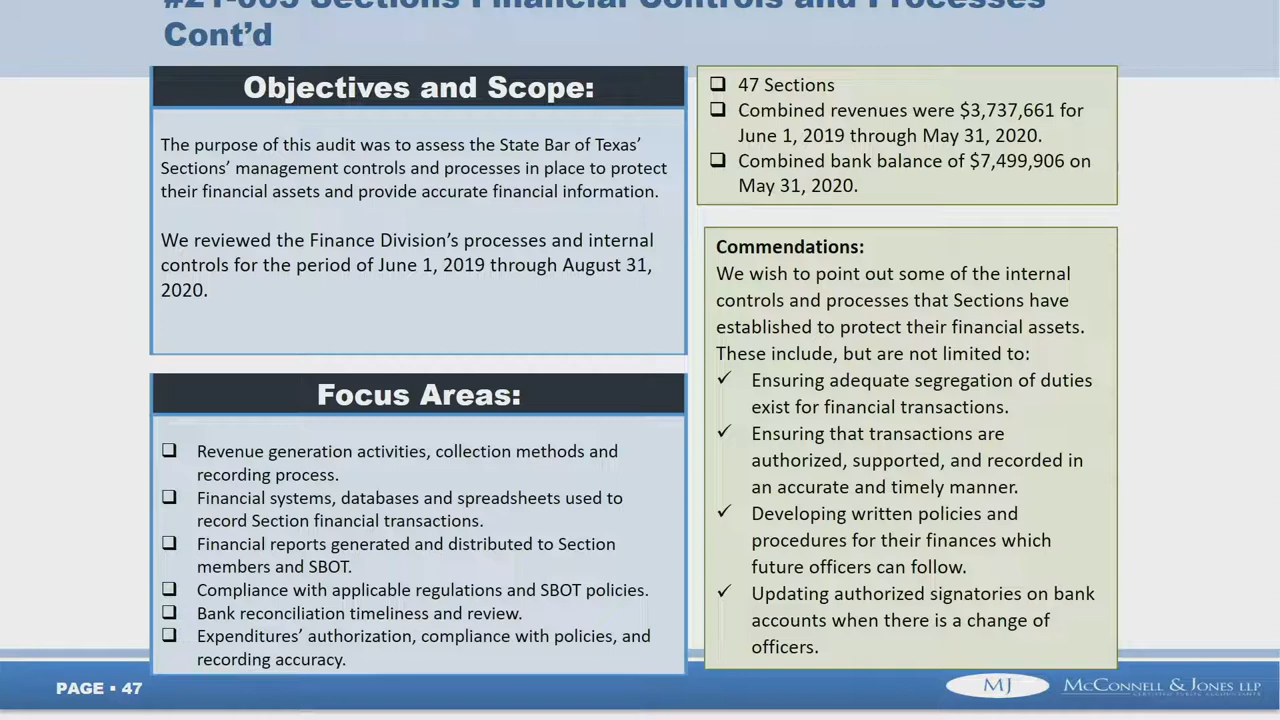 #21-005 Sections Financial Controls and Processes
Cont’d
Objectives and Scope:
The purpose of this audit was to assess the State Bar of Texas’
Sections’ management controls and processes in place to protect
their financial assets and provide accurate financial information.
We reviewed the Finance Division’s processes and internal
controls for the period of June 1, 2019 through August 31,
2020.
Focus Areas:
❑ Revenue generation activities, collection methods and
recording process.
❑ Financial systems, databases and spreadsheets used to
record Section financial transactions.
❑ Financial reports generated and distributed to Section
members and SBOT.
❑ Compliance with applicable regulations and SBOT policies.
❑ Bank reconciliation timeliness and review.
❑ Expenditures’ authorization, compliance with policies, and
recording accuracy.
❑ 47 Sections
❑ Combined revenues were $3,737,661 for
June 1, 2019 through May 31, 2020.
❑ Combined bank balance of $7,499,906 on
May 31, 2020.
Commendations:
We wish to point out some of the internal
controls and processes that Sections have
established to protect their financial assets.
These include, but are not limited to:
✓ Ensuring adequate segregation of duties
exist for financial transactions.
✓ Ensuring that transactions are
authorized, supported, and recorded in
an accurate and timely manner.
✓ Developing written policies and
procedures for their finances which
future officers can follow.
✓ Updating authorized signatories on bank
accounts when there is a change of
officers.
PAGE ▪ 47
MJ
McConnell & Jones LLP